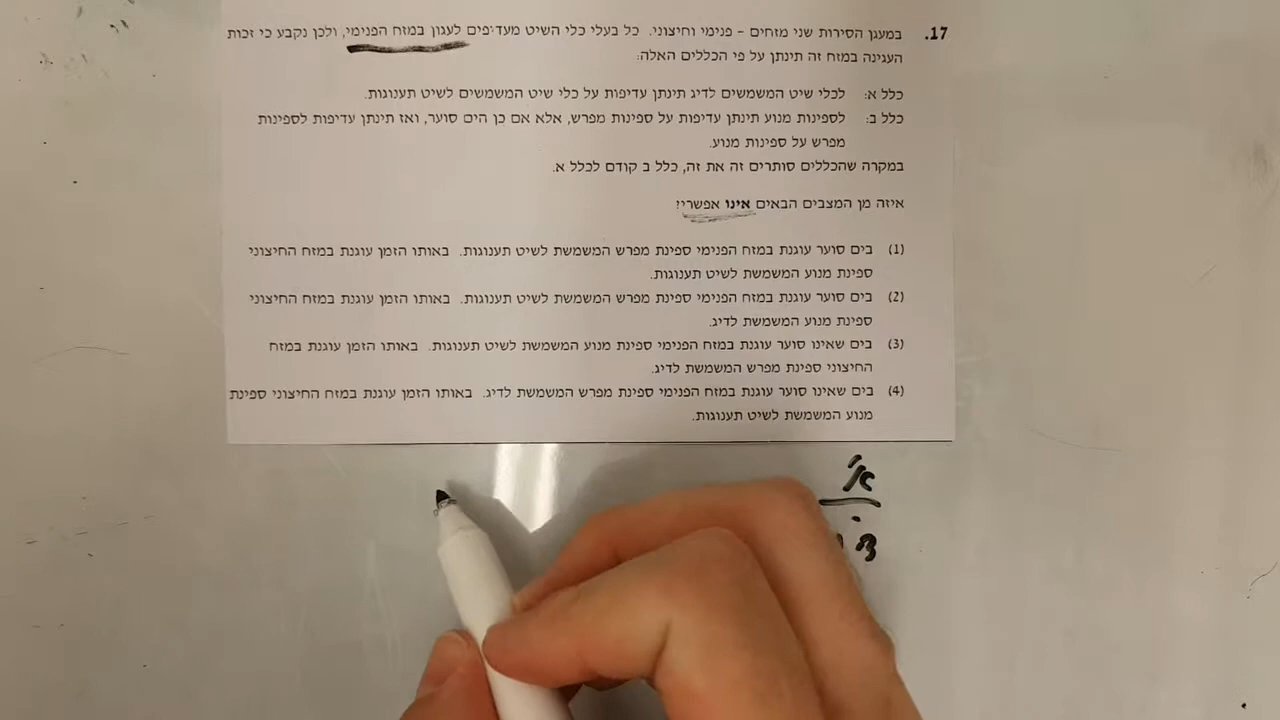 17. במעגן הסירות שני מזחים – פנימי וחיצוני. כל בעלי כלי השיט מעדיפים לעגון במזח הפנימי, ולכן נקבע כי זכות
העגינה במזח זה תינתן על פי הכללים האלה:
כלל א: לכלי שיט המשמשים לדיג תינתן עדיפות על כלי שיט המשמשים לשיט תענוגות.
כלל ב: לספינות מנוע תינתן עדיפות על ספינות מפרש, אלא אם כן הים סוער, ואז תינתן עדיפות לספינות
מפרש על ספינות מנוע.
במקרה שהכללים סותרים זה את זה, כלל ב קודם לכלל א.
איזה מן המצבים הבאים אינו אפשרי?
(1) בים סוער עוגנת במזח הפנימי ספינת מפרש המשמשת לשיט תענוגות. באותו הזמן עוגנת במזח החיצוני
ספינת מנוע המשמשת לשיט תענוגות.
(2) בים סוער עוגנת במזח הפנימי ספינת מפרש המשמשת לשיט תענוגות. באותו הזמן עוגנת במזח החיצוני
ספינת מנוע המשמשת לדיג.
(3) בים שאינו סוער עוגנת במזח הפנימי ספינת מנוע המשמשת לשיט תענוגות. באותו הזמן עוגנת במזח
החיצוני ספינת מפרש המשמשת לדיג.
(4) בים שאינו סוער עוגנת במזח הפנימי ספינת מפרש המשמשת לדיג. באותו הזמן עוגנת במזח החיצוני ספינת
מנוע המשמשת לשיט תענוגות.
א'